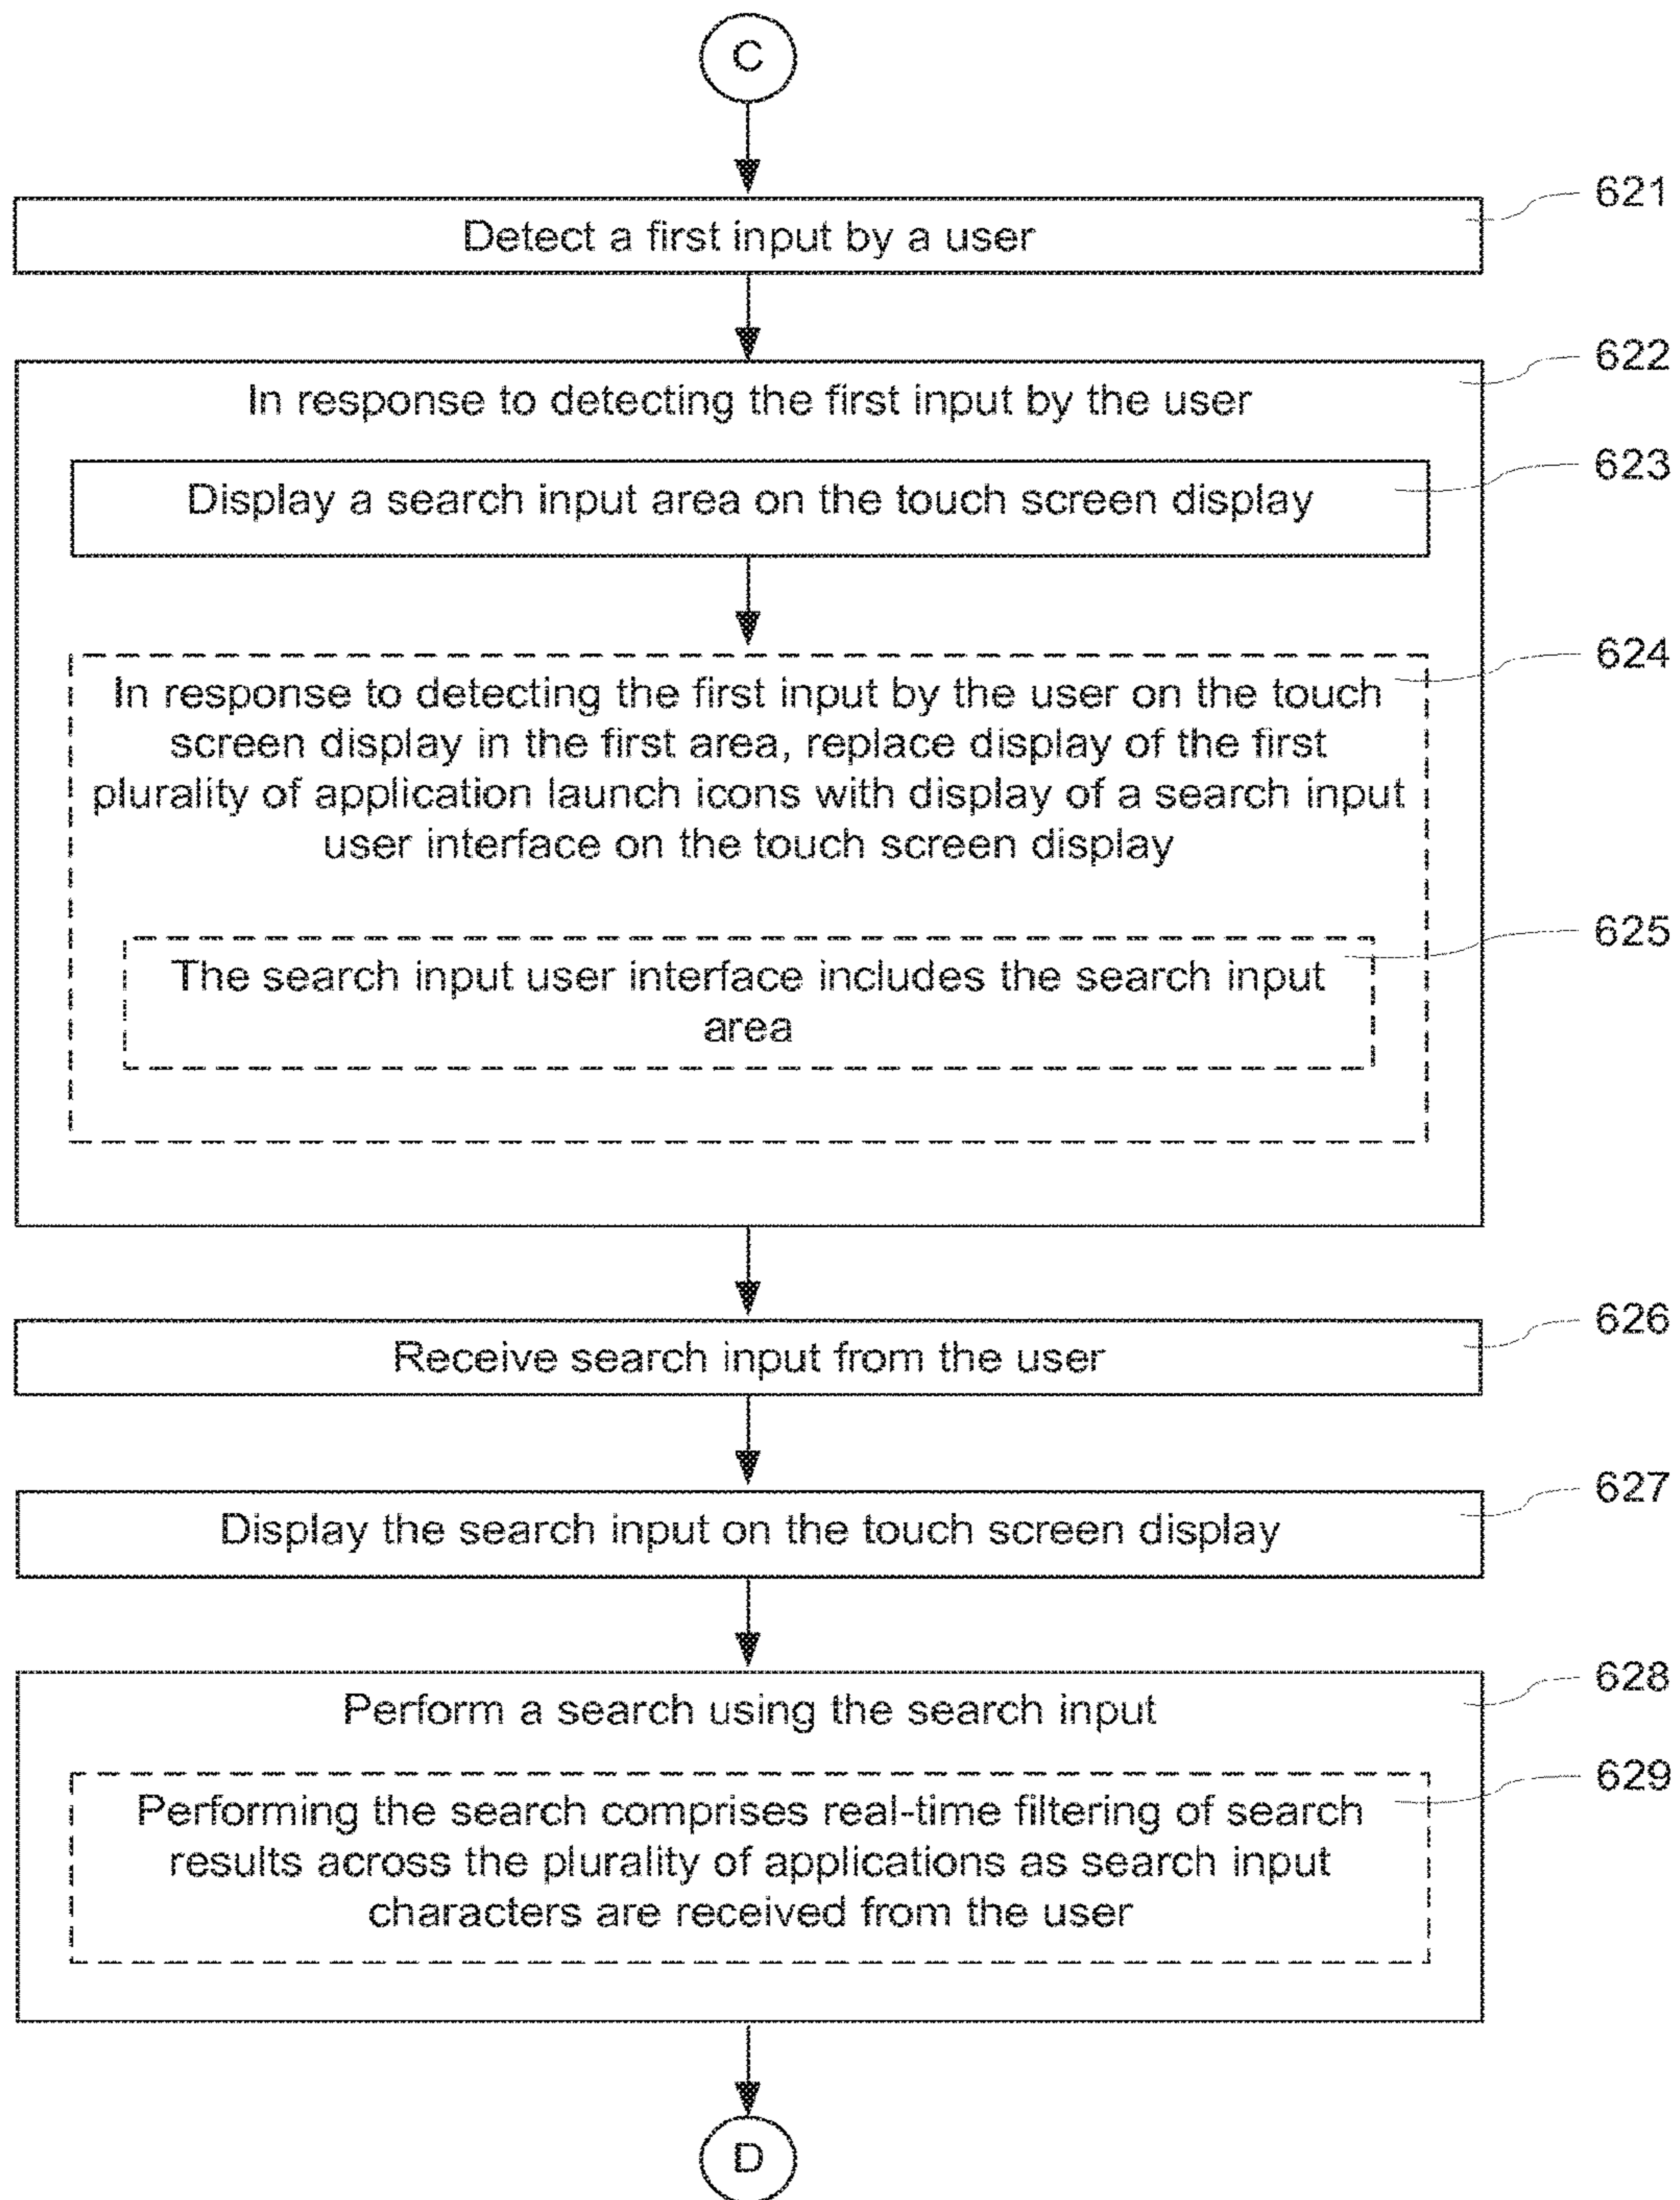 C
621
Detect a first input by a user
622
In response to detecting the first input by the user
623
Display a search input area on the touch screen display
624
In response to detecting the first input by the user on the touch
screen display in the first area, replace display of the first
plurality of application launch icons with display of a search input
user interface on the touch screen display
625
The search input user interface includes the search input
area
626
Receive search input from the user
627
Display the search input on the touch screen display
628
Perform a search using the search input
629
Performing the search comprises real-time filtering of search
results across the plurality of applications as search input
characters are received from the user
D